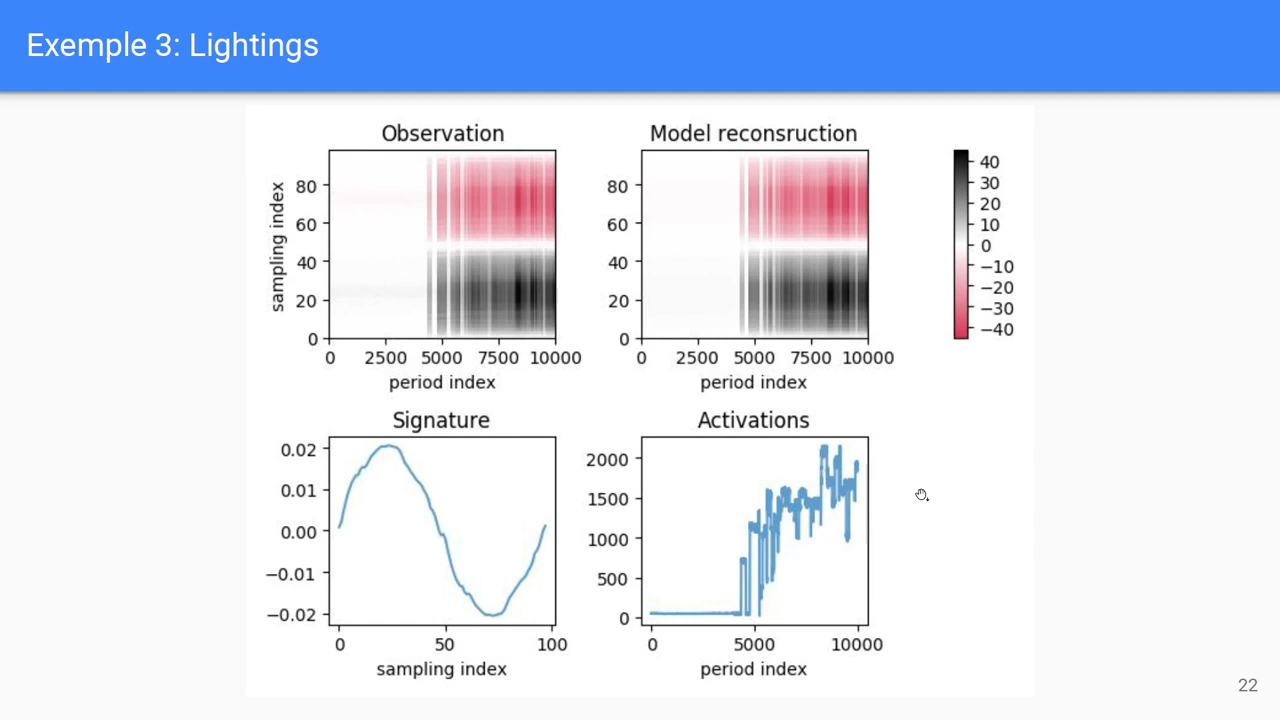 Exemple 3: Lightings
Observation
Model reconsruction
sampling index
80
60
40
20
0
0 2500 5000 7500 10000
period index
80
60
40
20
0
0 2500 5000 7500 10000
period index
40
30
20
10
0
−10
−20
−30
−40
Signature
0.02
0.01
0.00
−0.01
−0.02
0 50 100
sampling index
Activations
2000
1500
1000
500
0
0 5000 10000
period index
22